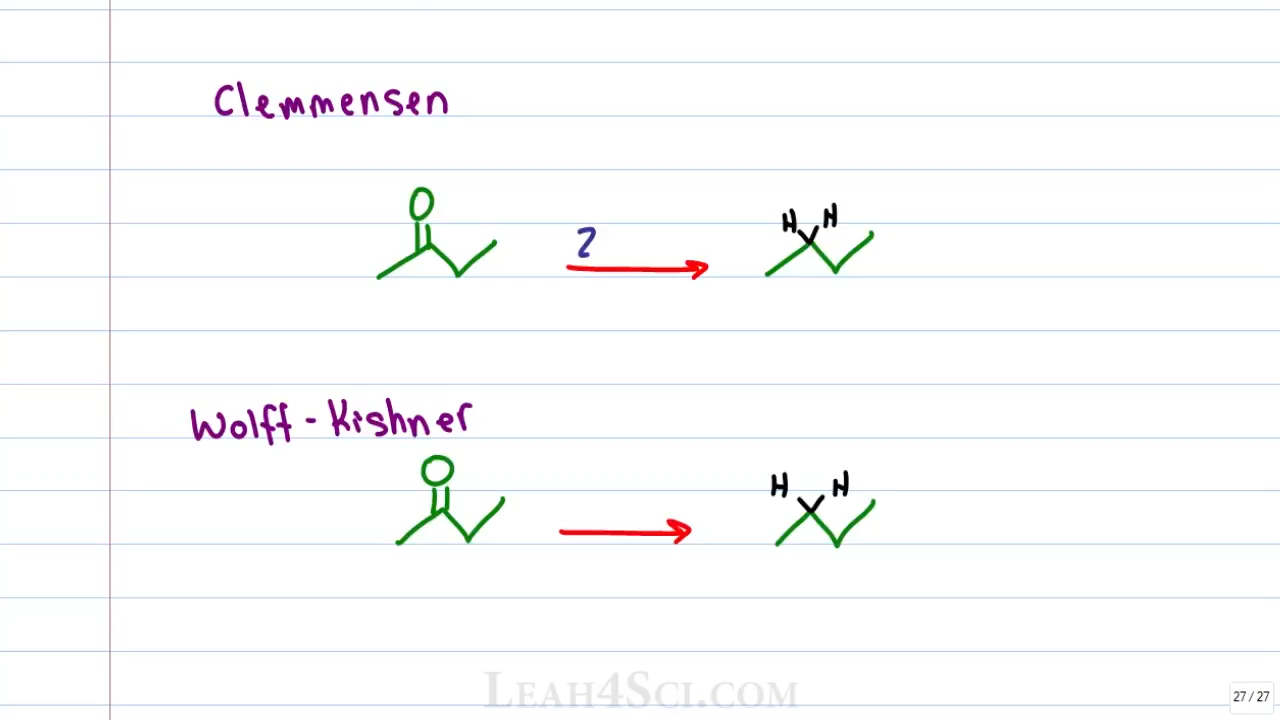 Clemmensen
O
Z
H H
Wolff - Kishner
O
H H
LEAH4SCI.COM
27 / 27